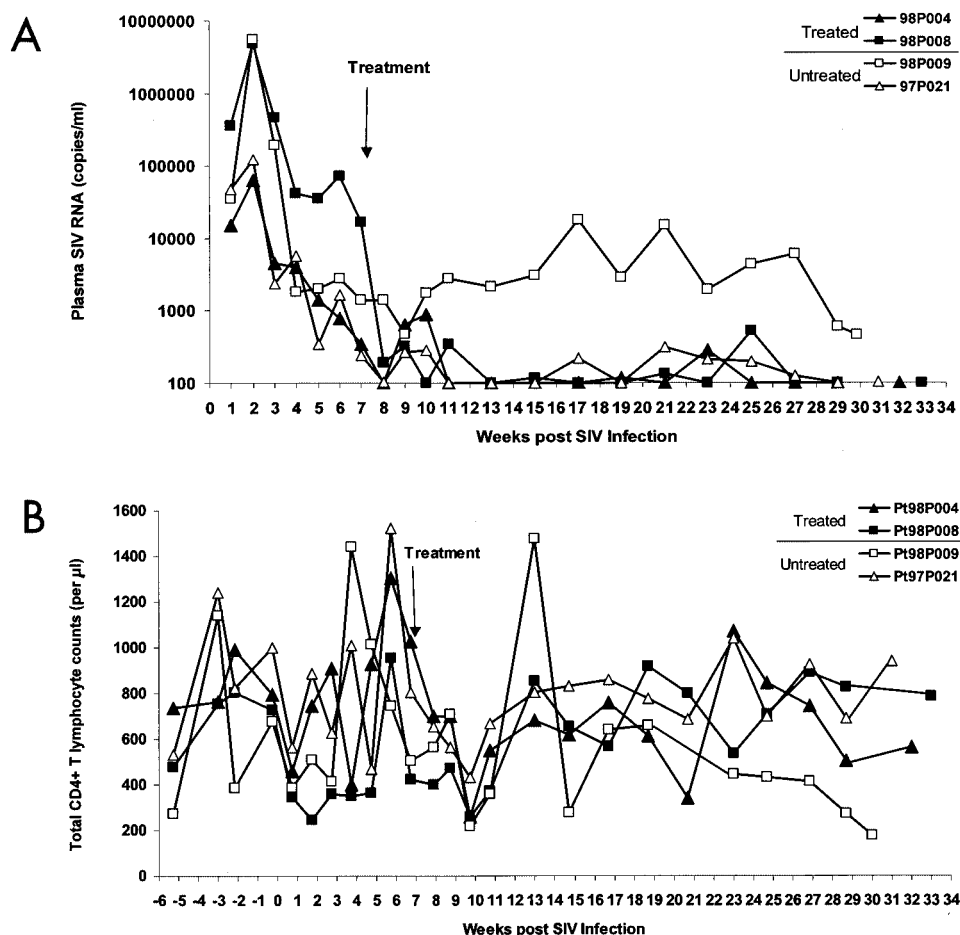 A
10000000
1000000
100000
10000
1000
100
Plasma SIV RNA (copies/ml)
Treatment
Treated
98P004
98P008
Untreated
98P009
97P021
0 1 2 3 4 5 6 7 8 9 10 11 12 13 14 15 16 17 18 19 20 21 22 23 24 25 26 27 28 29 30 31 32 33 34
Weeks post SIV Infection
B
1600
1400
1200
1000
800
600
400
200
0
Total CD4+ T lymphocyte counts (per µl)
Treatment
Treated
Pt98P004
Pt98P008
Untreated
Pt98P009
Pt97P021
-6 -5 -4 -3 -2 -1 0 1 2 3 4 5 6 7 8 9 10 11 12 13 14 15 16 17 18 19 20 21 22 23 24 25 26 27 28 29 30 31 32 33 34
Weeks post SIV Infection